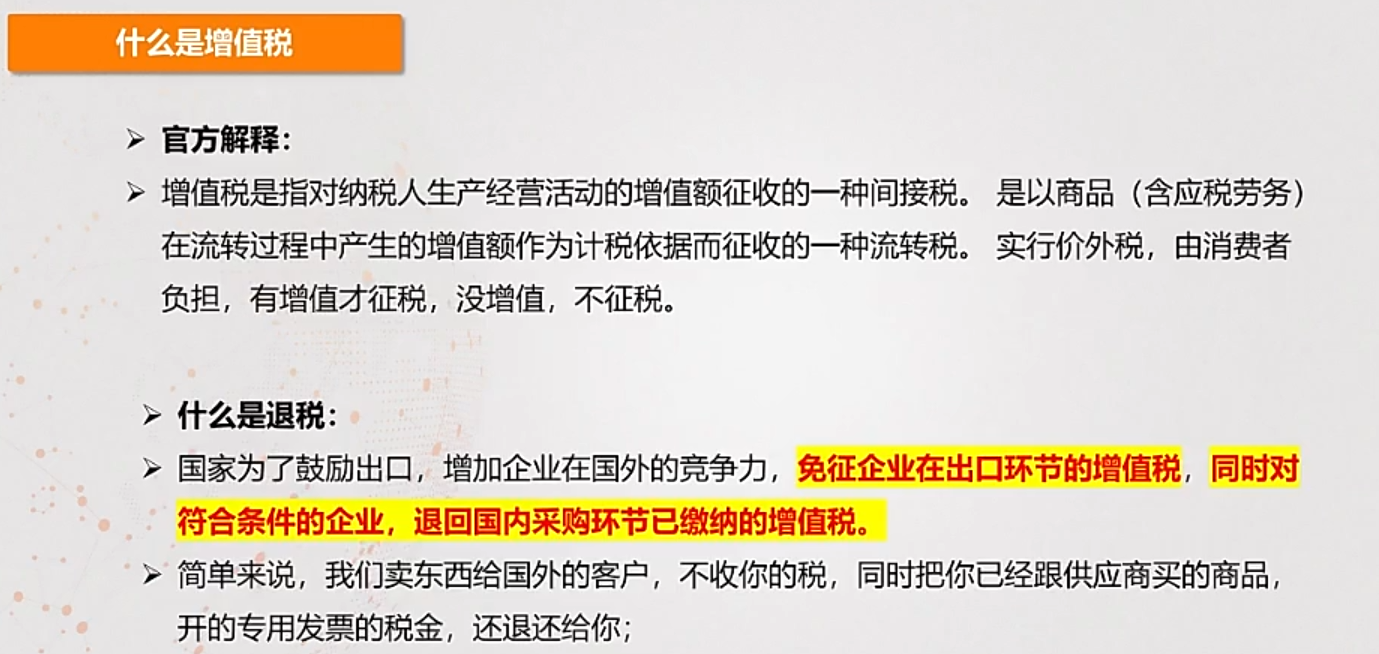 什么是增值税
➢ 官方解释：
➢ 增值税是指对纳税人生产经营活动的增值额征收的一种间接税。 是以商品（含应税劳务）
在流转过程中产生的增值额作为计税依据而征收的一种流转税。 实行价外税，由消费者
负担，有增值才征税，没增值，不征税。
➢ 什么是退税：
➢ 国家为了鼓励出口，增加企业在国外的竞争力，免征企业在出口环节的增值税，同时对
符合条件的企业，退回国内采购环节已缴纳的增值税。
➢ 简单来说，我们卖东西给国外的客户，不收你的税，同时把你已经跟供应商买的商品，
开的专用发票的税金，还退还给你；